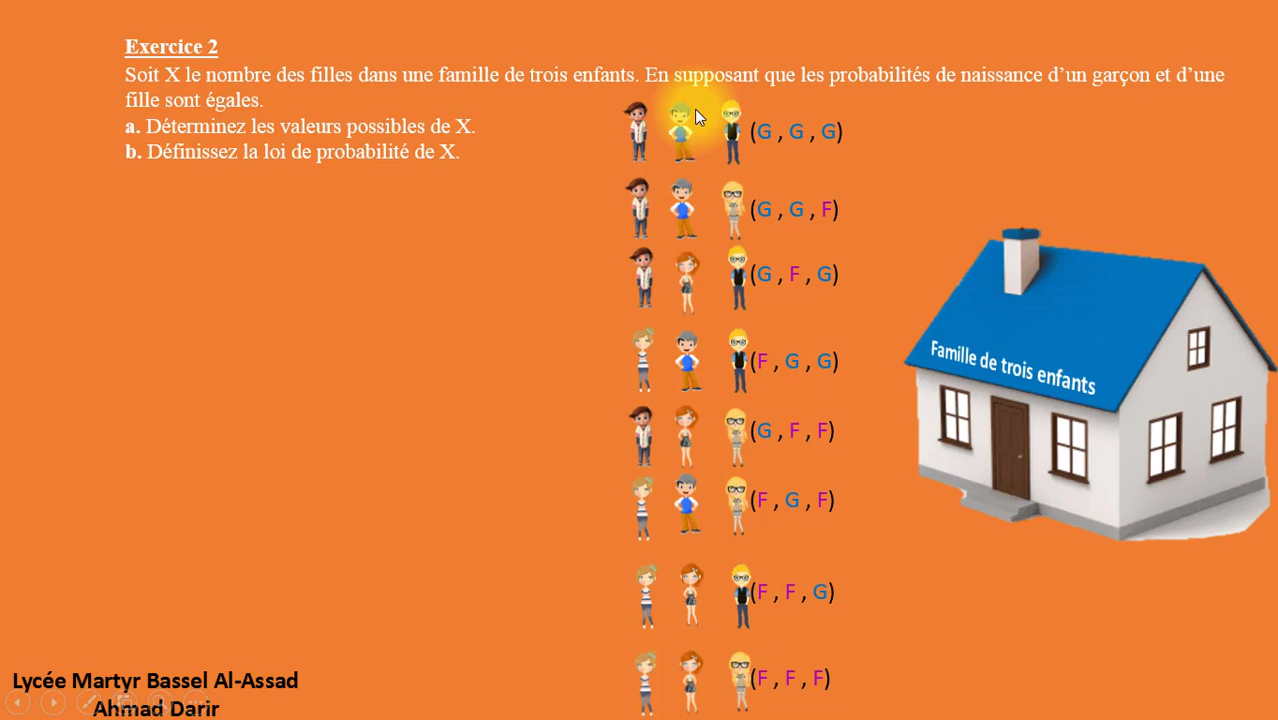 Exercice 2
Soit X le nombre des filles dans une famille de trois enfants. En supposant que les probabilités de naissance d’un garçon et d’une
fille sont égales.
a. Déterminez les valeurs possibles de X.
b. Définissez la loi de probabilité de X.
(G , G , G)
(G , G , F)
(G , F , G)
(F , G , G)
(G , F , F)
(F , G , F)
(F , F , G)
(F , F , F)
Famille de trois enfants
Lycée Martyr Bassel Al-Assad
Ahmad Darir